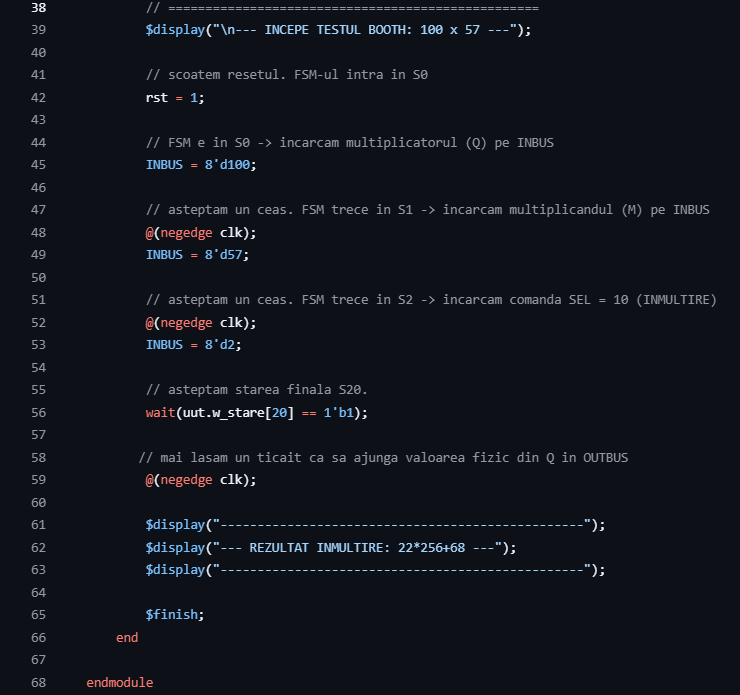 38 // ==================================================
39 $display("\n--- INCEPE TESTUL BOOTH: 100 x 57 ---");
40
41 // scoatem resetul. FSM-ul intra in S0
42 rst = 1;
43
44 // FSM e in S0 -> incarcam multiplicatorul (Q) pe INBUS
45 INBUS = 8'd100;
46
47 // asteptam un ceas. FSM trece in S1 -> incarcam multiplicandul (M) pe INBUS
48 @(negedge clk);
49 INBUS = 8'd57;
50
51 // asteptam un ceas. FSM trece in S2 -> incarcam comanda SEL = 10 (INMULTIRE)
52 @(negedge clk);
53 INBUS = 8'd2;
54
55 // asteptam starea finala S20.
56 wait(uut.w_stare[20] == 1'b1);
57
58 // mai lasam un ticait ca sa ajunga valoarea fizic din Q in OUTBUS
59 @(negedge clk);
60
61 $display("-------------------------------------------------");
62 $display("--- REZULTAT INMULTIRE: 22*256+68 ---");
63 $display("-------------------------------------------------");
64
65 $finish;
66 end
67
68 endmodule